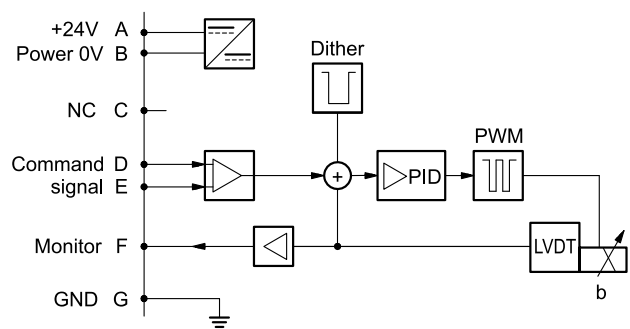 +24V A
Power 0V B
Dither
NC C
PWM
Command D
signal E
+
PID
Monitor F
LVDT
b
GND G